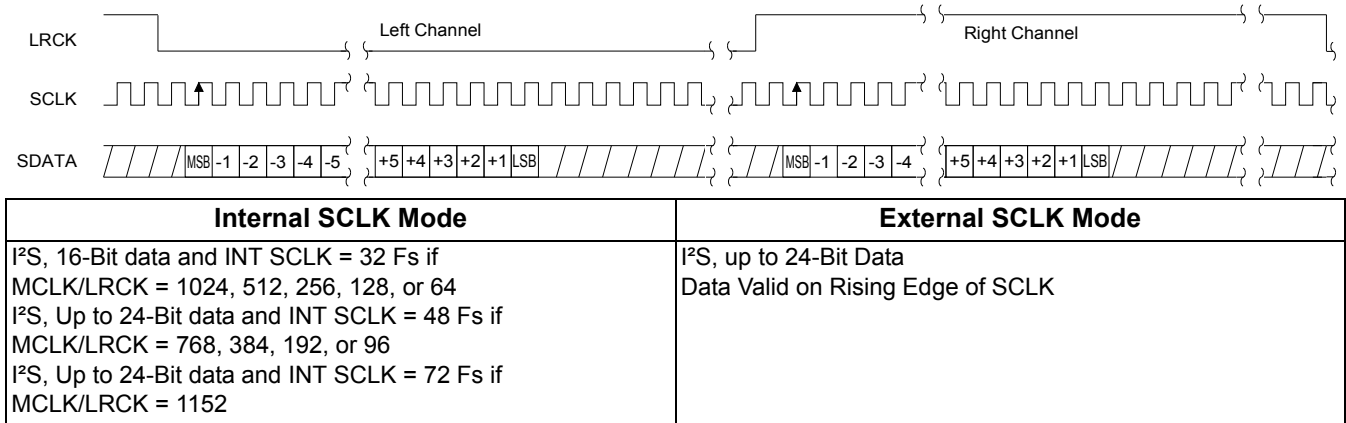 LRCK
Left Channel
Right Channel
SCLK
SDATA
MSB -1 -2 -3 -4 -5
+5 +4 +3 +2 +1 LSB
MSB -1 -2 -3 -4
+5 +4 +3 +2 +1 LSB
Internal SCLK Mode
External SCLK Mode
I²S, 16-Bit data and INT SCLK = 32 Fs if
MCLK/LRCK = 1024, 512, 256, 128, or 64
I²S, Up to 24-Bit data and INT SCLK = 48 Fs if
MCLK/LRCK = 768, 384, 192, or 96
I²S, Up to 24-Bit data and INT SCLK = 72 Fs if
MCLK/LRCK = 1152
I²S, up to 24-Bit Data
Data Valid on Rising Edge of SCLK